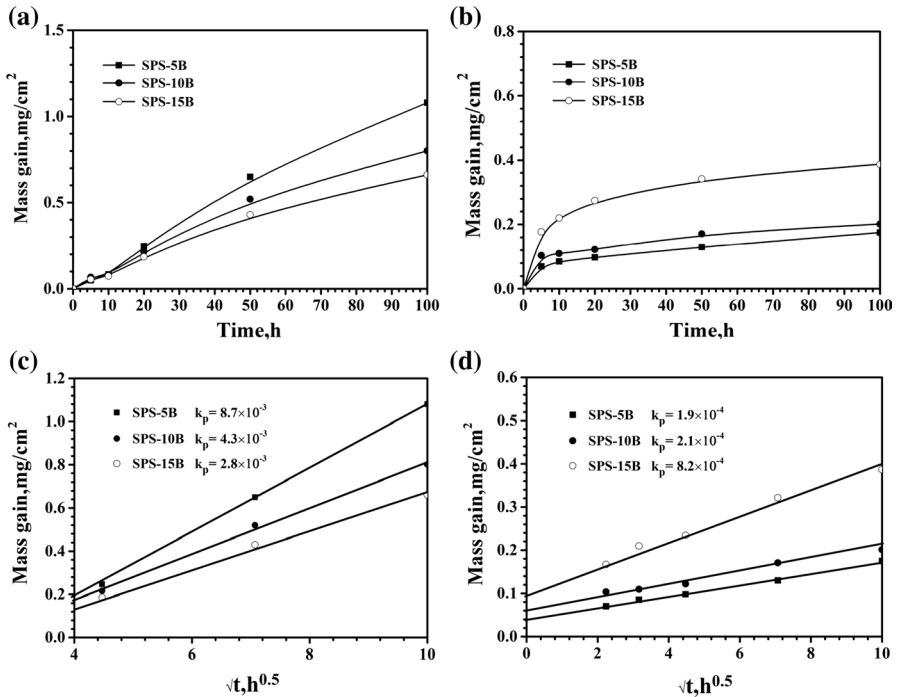 (a)
1.5
1.0
0.5
0.0
Mass gain,mg/cm²
SPS-5B
SPS-10B
SPS-15B
0 10 20 30 40 50 60 70 80 90 100
Time,h
(b)
0.8
0.6
0.4
0.2
0.0
Mass gain,mg/cm²
SPS-5B
SPS-10B
SPS-15B
0 10 20 30 40 50 60 70 80 90 100
Time,h
(c)
1.2
1.0
0.8
0.6
0.4
0.2
0.0
Mass gain,mg/cm²
SPS-5B kp= 8.7×10⁻³
SPS-10B kp= 4.3×10⁻³
SPS-15B kp= 2.8×10⁻³
4 6 8 10
√t,h⁰·⁵
(d)
0.6
0.5
0.4
0.3
0.2
0.1
0.0
Mass gain,mg/cm²
SPS-5B kp= 1.9×10⁻⁴
SPS-10B kp= 2.1×10⁻⁴
SPS-15B kp= 8.2×10⁻⁴
0 2 4 6 8 10
√t,h⁰·⁵